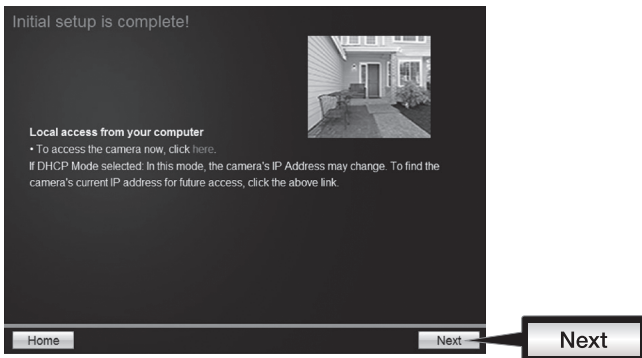 Initial setup is complete!
Local access from your computer
• To access the camera now, click here.
If DHCP Mode selected: In this mode, the camera's IP Address may change. To find the
camera's current IP address for future access, click the above link.
Home
Next
Next